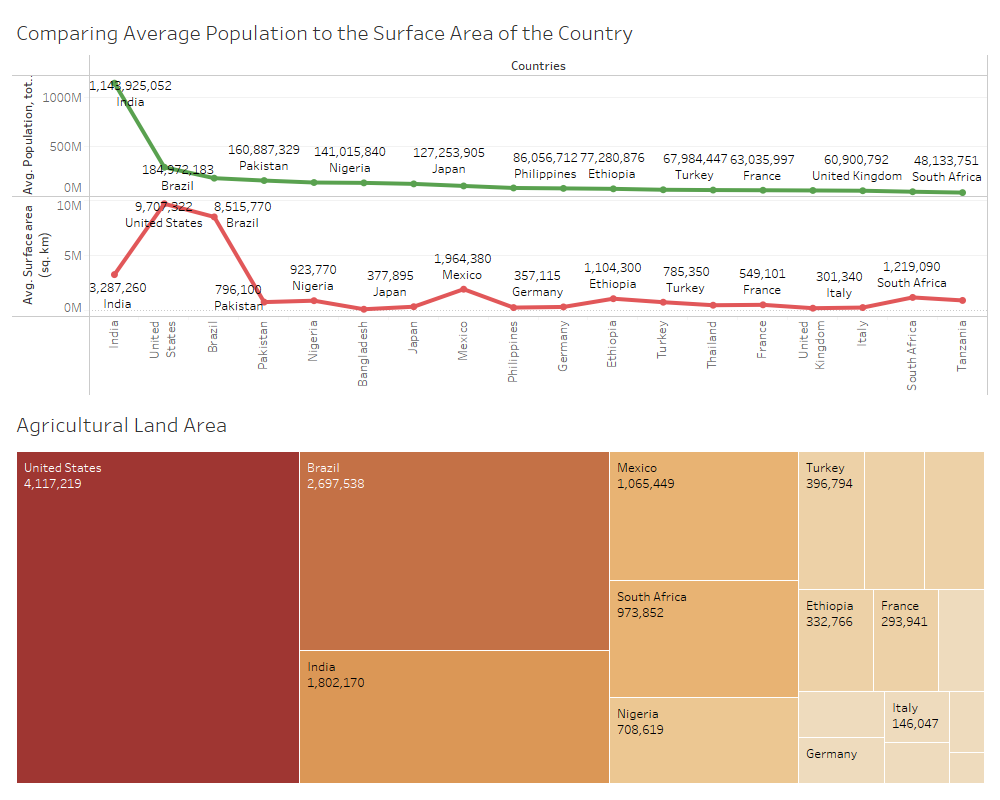 Comparing Average Population to the Surface Area of the Country
Countries
Avg. Population, tot..
1000M
500M
0M
1,143,925,052
India
184,972,183
Brazil
160,887,329
Pakistan
141,015,840
Nigeria
127,253,905
Japan
86,056,712
Philippines
77,280,876
Ethiopia
67,984,447
Turkey
63,035,997
France
60,900,792
United Kingdom
48,133,751
South Africa
Avg. Surface area
(sq. km)
10M
5M
0M
3,287,260
India
9,707,322
United States
8,515,770
Brazil
796,100
Pakistan
923,770
Nigeria
377,895
Japan
1,964,380
Mexico
357,115
Germany
1,104,300
Ethiopia
785,350
Turkey
549,101
France
301,340
Italy
1,219,090
South Africa
India
United
States
Brazil
Pakistan
Nigeria
Bangladesh
Japan
Mexico
Philippines
Germany
Ethiopia
Turkey
Thailand
France
United
Kingdom
Italy
South Africa
Tanzania
Agricultural Land Area
United States
4,117,219
Brazil
2,697,538
India
1,802,170
Mexico
1,065,449
South Africa
973,852
Nigeria
708,619
Turkey
396,794
Ethiopia
332,766
France
293,941
Italy
146,047
Germany